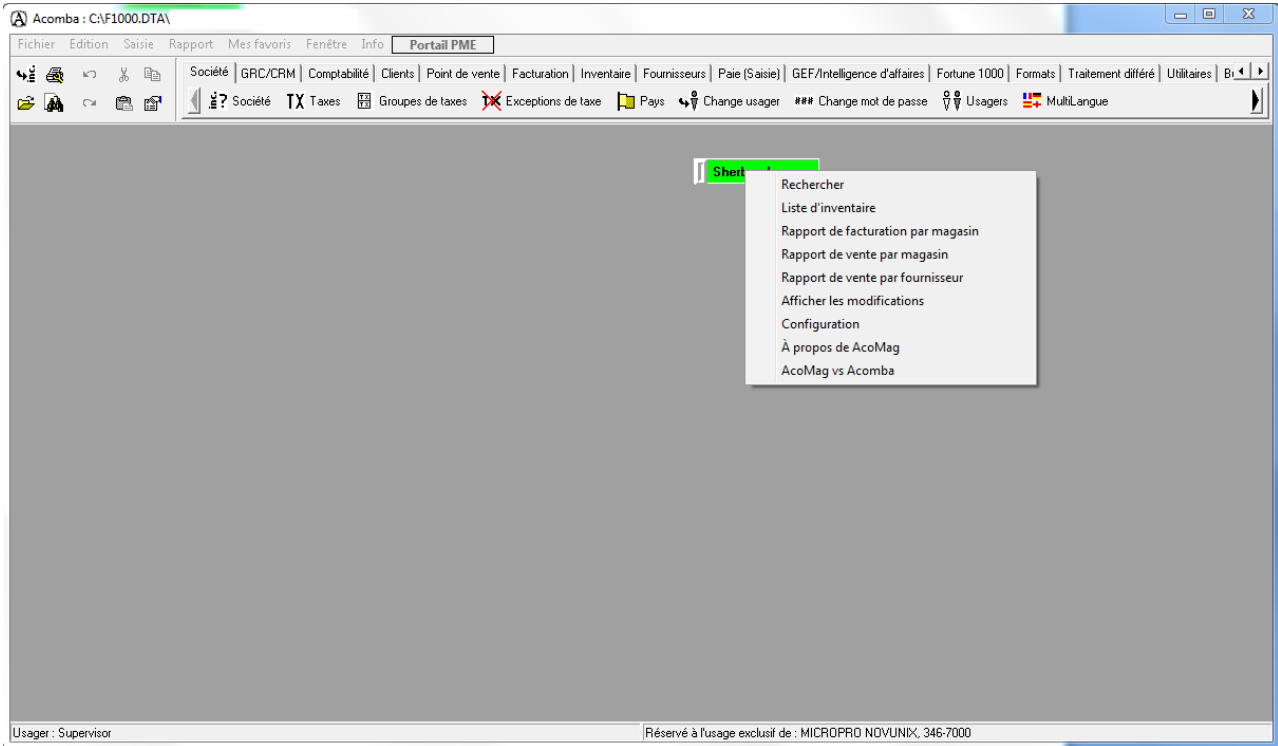 Acomba : C:\F1000.DTA\
Fichier Edition Saisie Rapport Mes favoris Fenêtre Info Portail PME
Société GRC/CRM Comptabilité Clients Point de vente Facturation Inventaire Fournisseurs Paie (Saisie) GEF/Intelligence d'affaires Fortune 1000 Formats Traitement différé Utilitaires
? Société TX Taxes Groupes de taxes TX Exceptions de taxe Pays Change usager ### Change mot de passe Usagers MultiLangue
Rechercher
Liste d'inventaire
Rapport de facturation par magasin
Rapport de vente par magasin
Rapport de vente par fournisseur
Afficher les modifications
Configuration
À propos de AcoMag
AcoMag vs Acomba
Usager : Supervisor
Réservé à l'usage exclusif de : MICROPRO NOVUNIX, 346-7000